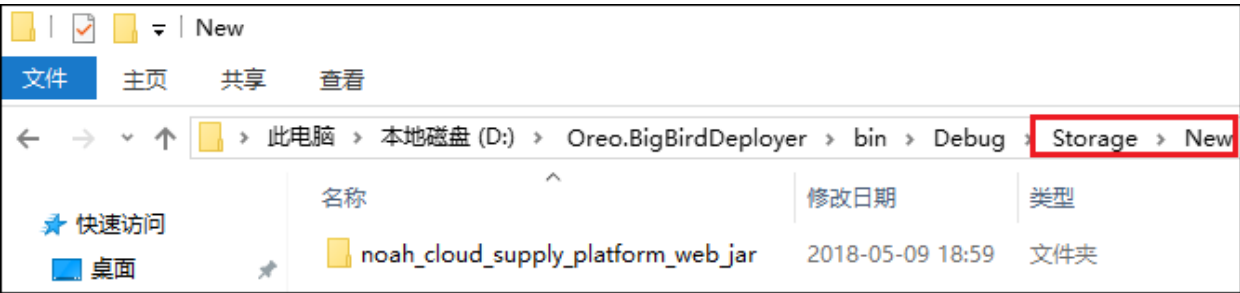 New
文件 主页 共享 查看
此电脑 › 本地磁盘 (D:) › Oreo.BigBirdDeployer › bin › Debug › Storage › New
名称 修改日期 类型
快速访问
noah_cloud_supply_platform_web_jar 2018-05-09 18:59 文件夹
桌面